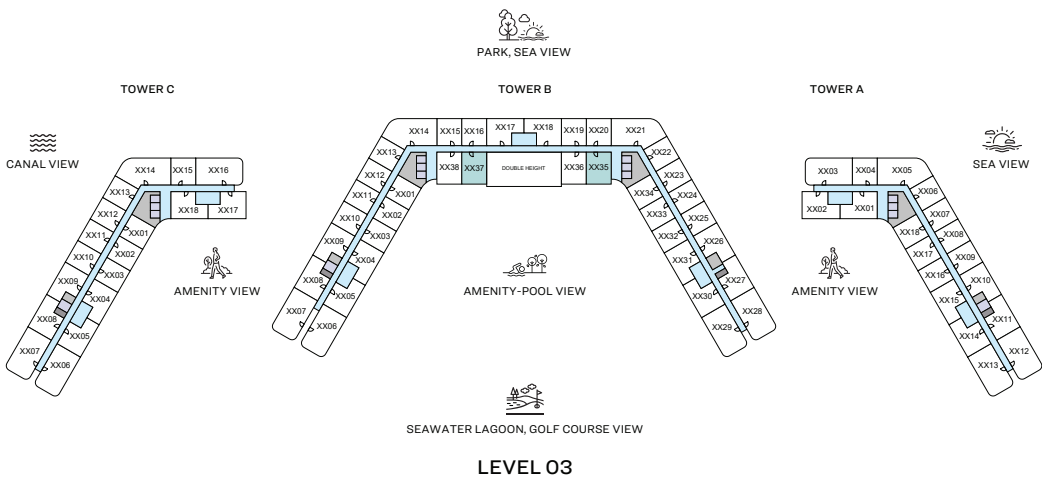 PARK, SEA VIEW
TOWER C
TOWER B
TOWER A
CANAL VIEW
SEA VIEW
XX14
XX15
XX16
XX13
XX18
XX17
XX12
XX01
XX11
XX02
XX10
XX03
XX09
XX04
XX08
XX05
XX07
XX06
AMENITY VIEW
XX14
XX15
XX16
XX17
XX18
XX19
XX20
XX21
XX13
XX38
XX37
DOUBLE HEIGHT
XX36
XX35
XX22
XX12
XX01
XX34
XX23
XX11
XX02
XX33
XX24
XX10
XX03
XX32
XX25
XX09
XX04
XX31
XX26
XX08
XX05
XX30
XX27
XX07
XX06
XX29
XX28
AMENITY-POOL VIEW
XX03
XX04
XX05
XX02
XX01
XX06
XX18
XX07
XX17
XX08
XX16
XX09
XX15
XX10
XX14
XX11
XX13
XX12
AMENITY VIEW
SEAWATER LAGOON, GOLF COURSE VIEW
LEVEL 03